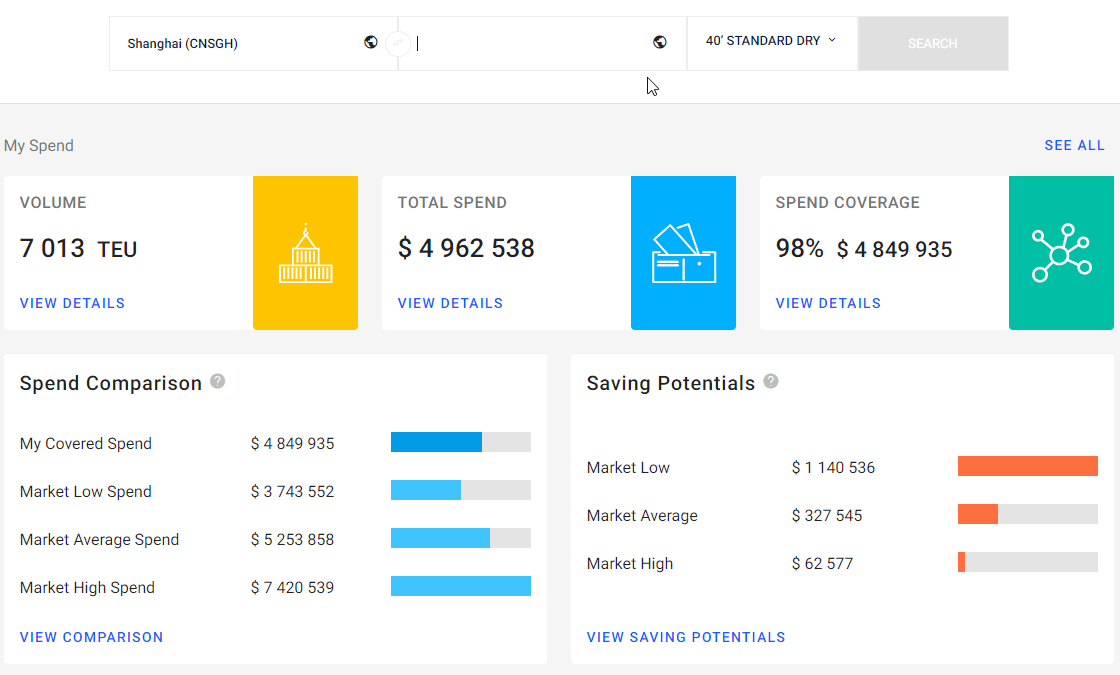 Shanghai (CNSGH)
40' STANDARD DRY
SEARCH
My Spend
SEE ALL
VOLUME
7 013 TEU
VIEW DETAILS
TOTAL SPEND
$ 4 962 538
VIEW DETAILS
SPEND COVERAGE
98% $ 4 849 935
VIEW DETAILS
Spend Comparison ?
My Covered Spend $ 4 849 935
Market Low Spend $ 3 743 552
Market Average Spend $ 5 253 858
Market High Spend $ 7 420 539
VIEW COMPARISON
Saving Potentials ?
Market Low $ 1 140 536
Market Average $ 327 545
Market High $ 62 577
VIEW SAVING POTENTIALS